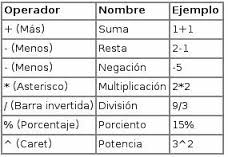 Operador Nombre Ejemplo
+ (Más) Suma 1+1
- (Menos) Resta 2-1
- (Menos) Negación -5
* (Asterisco) Multiplicación 2*2
/ (Barra invertida) División 9/3
% (Porcentaje) Porciento 15%
^ (Caret) Potencia 3^2